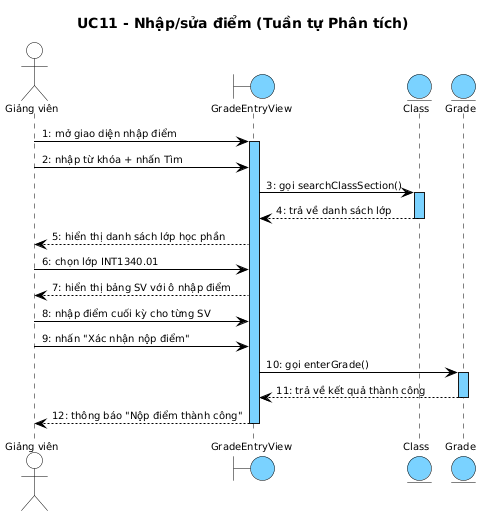 UC11 - Nhập/sửa điểm (Tuần tự Phân tích)
Giảng viên
GradeEntryView
Class
Grade
1: mở giao diện nhập điểm
2: nhập từ khóa + nhấn Tìm
3: gọi searchClassSection()
4: trả về danh sách lớp
5: hiển thị danh sách lớp học phần
6: chọn lớp INT1340.01
7: hiển thị bảng SV với ô nhập điểm
8: nhập điểm cuối kỳ cho từng SV
9: nhấn "Xác nhận nộp điểm"
10: gọi enterGrade()
11: trả về kết quả thành công
12: thông báo "Nộp điểm thành công"
Giảng viên
GradeEntryView
Class
Grade